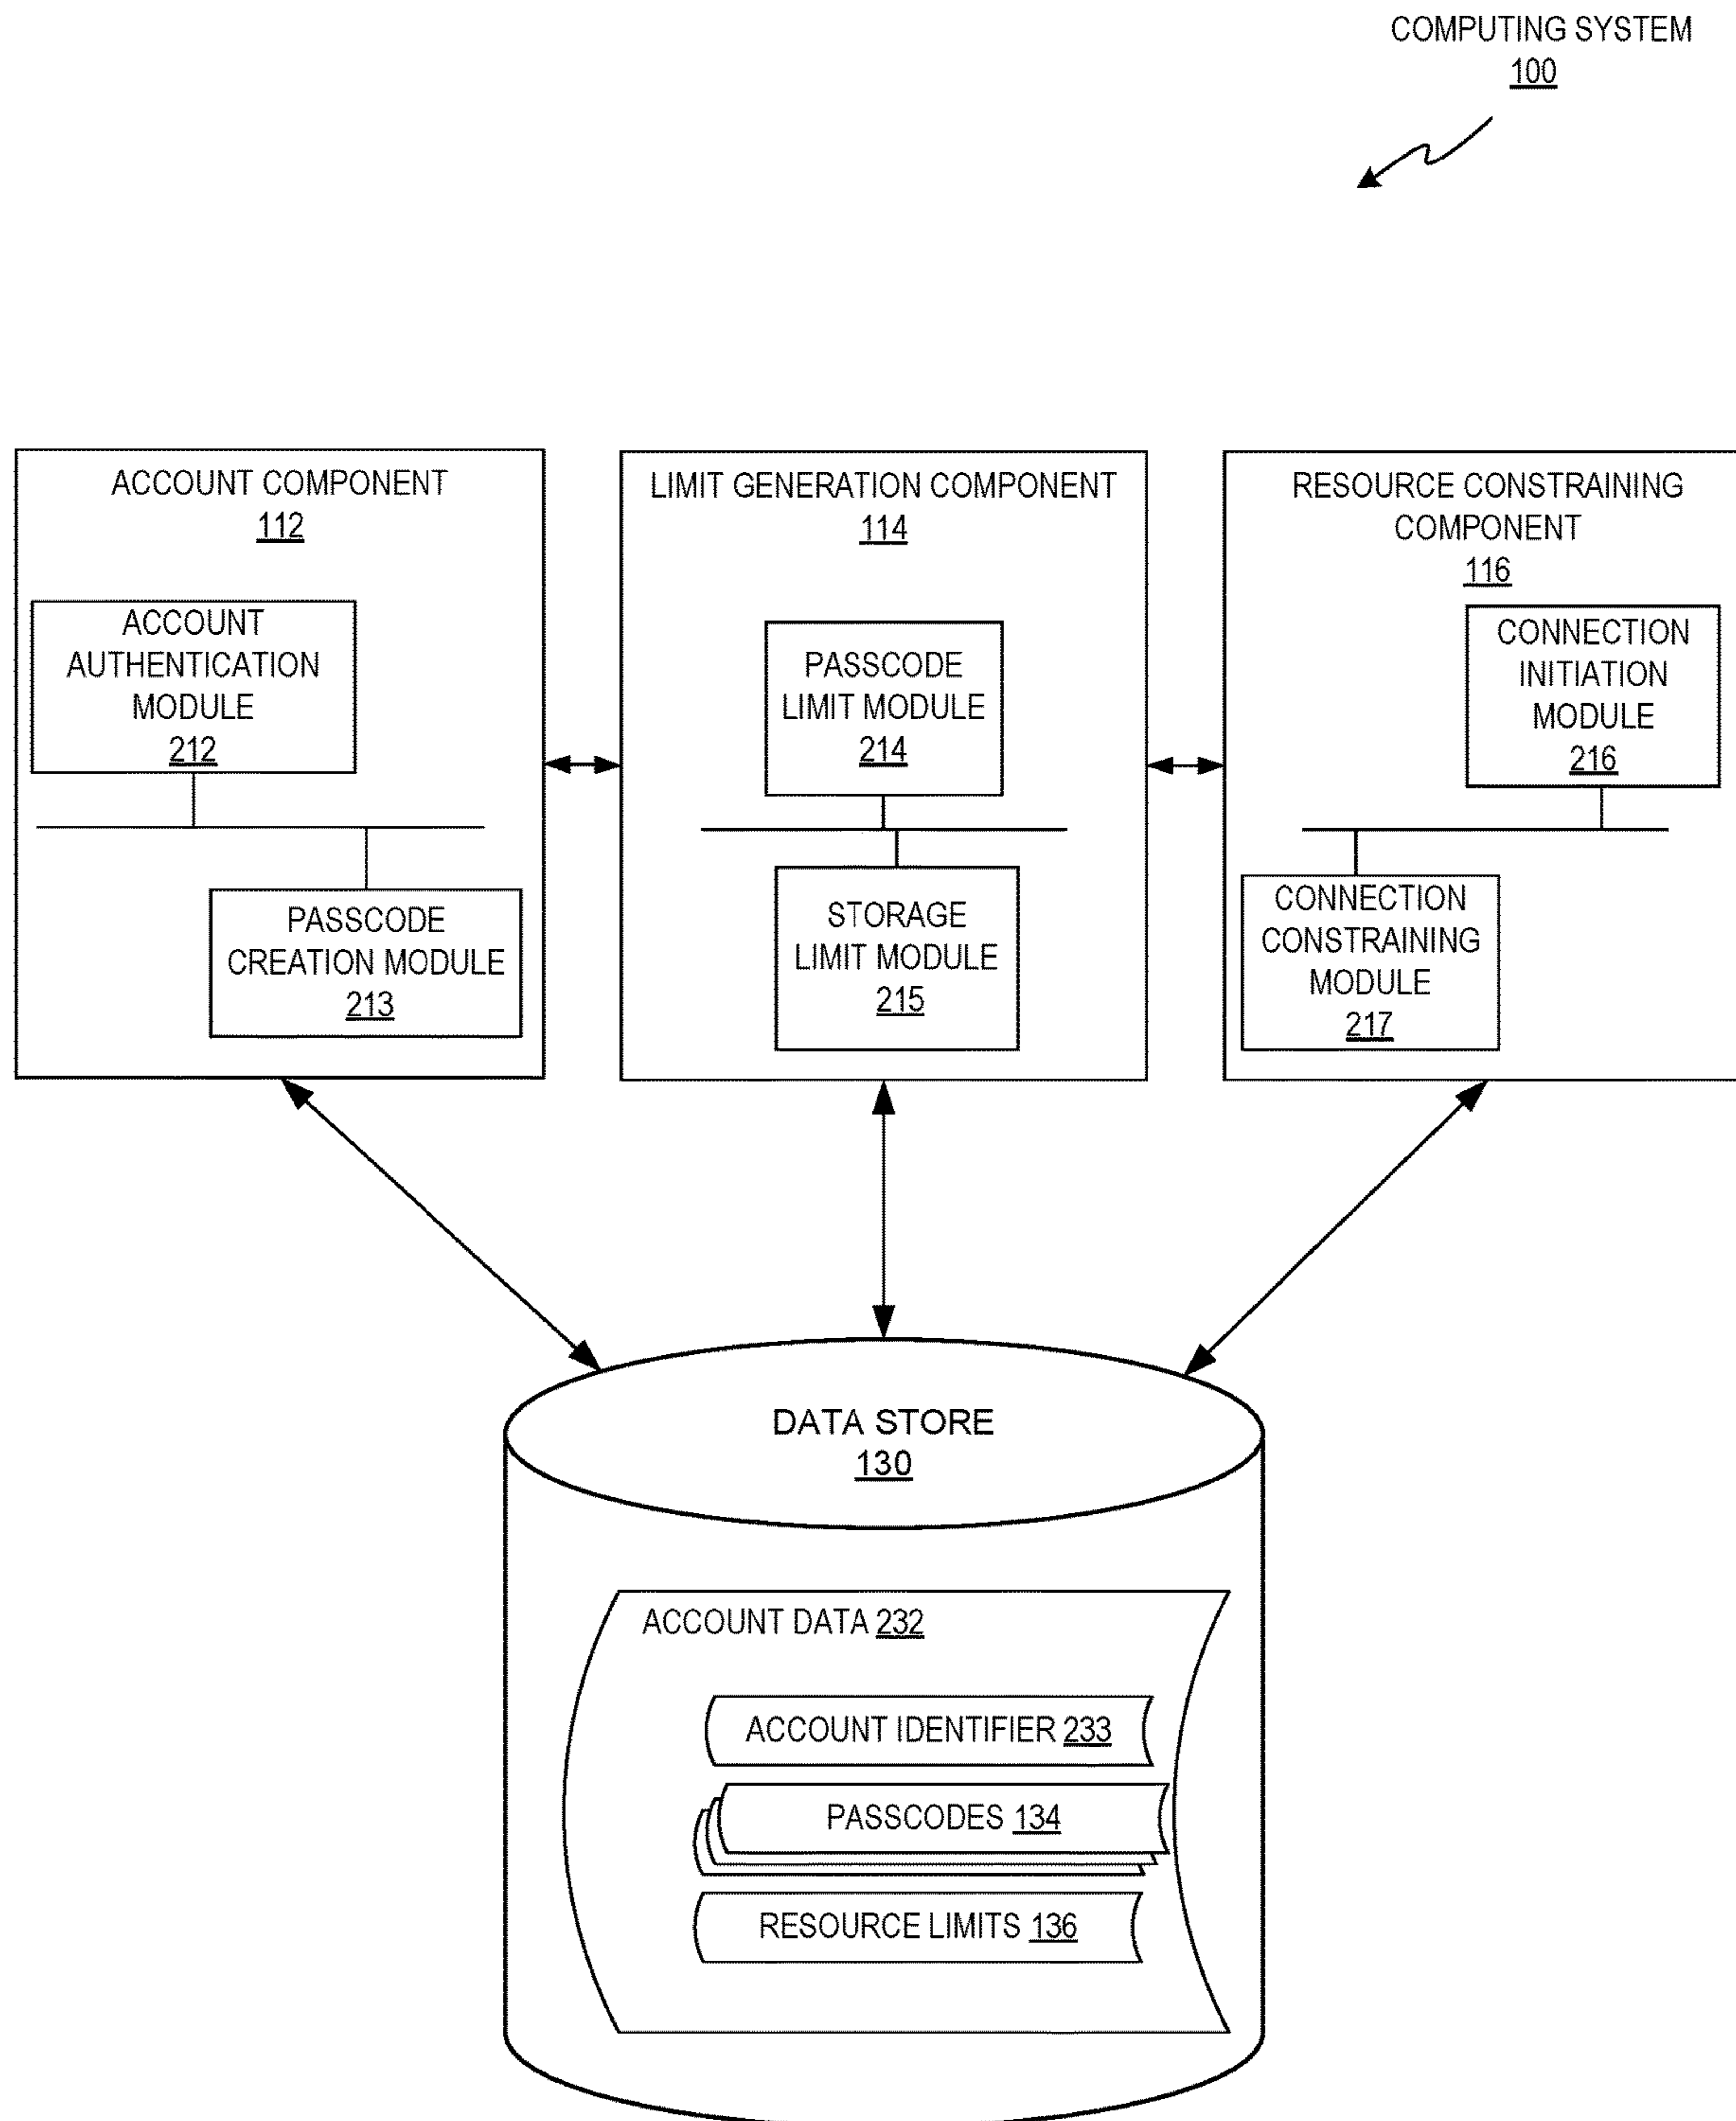 COMPUTING SYSTEM
100
ACCOUNT COMPONENT
112
ACCOUNT
AUTHENTICATION
MODULE
212
PASSCODE
CREATION MODULE
213
LIMIT GENERATION COMPONENT
114
PASSCODE
LIMIT MODULE
214
STORAGE
LIMIT MODULE
215
RESOURCE CONSTRAINING
COMPONENT
116
CONNECTION
INITIATION
MODULE
216
CONNECTION
CONSTRAINING
MODULE
217
DATA STORE
130
ACCOUNT DATA 232
ACCOUNT IDENTIFIER 233
PASSCODES 134
RESOURCE LIMITS 136